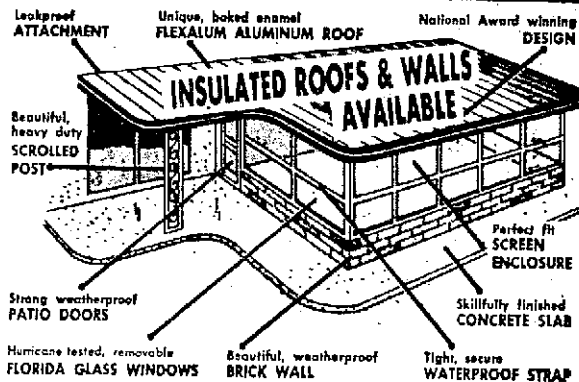 Leakproof
ATTACHMENT
Unique, baked enamel
FLEXALUM ALUMINUM ROOF
National Award winning
DESIGN
INSULATED ROOFS & WALLS
AVAILABLE
Beautiful,
heavy duty
SCROLLED
POST
Perfect fit
SCREEN
ENCLOSURE
Strong weatherproof
PATIO DOORS
Skillfully finished
CONCRETE SLAB
Hurricane tested, removable
FLORIDA GLASS WINDOWS
Beautiful, weatherproof
BRICK WALL
Tight, secure
WATERPROOF STRAP